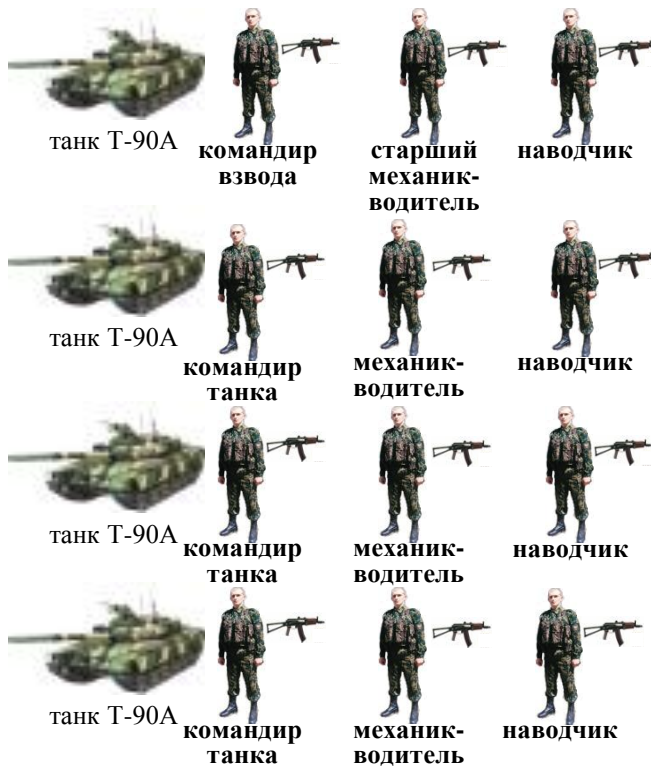 танк Т-90А
командир
взвода
старший
механик-
водитель
наводчик
танк Т-90А
командир
танка
механик-
водитель
наводчик
танк Т-90А
командир
танка
механик-
водитель
наводчик
танк Т-90А
командир
танка
механик-
водитель
наводчик